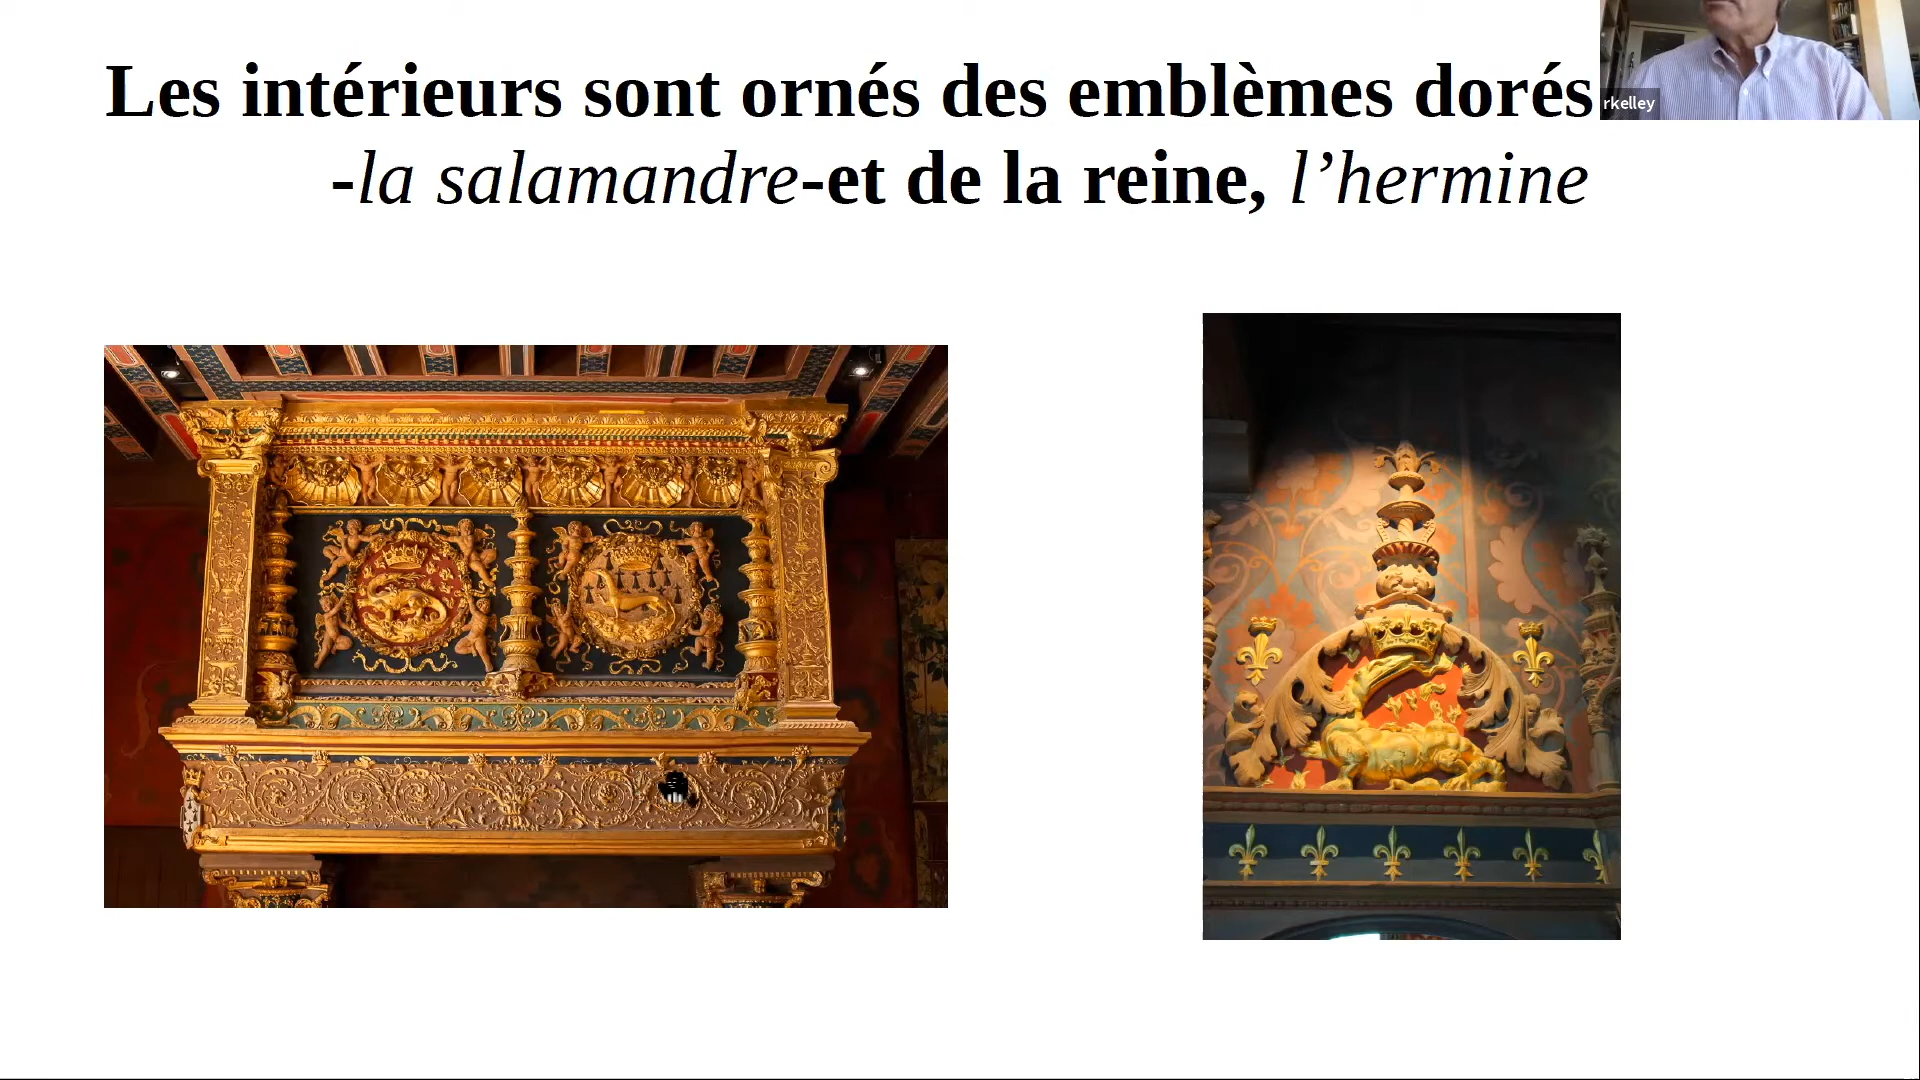 Les intérieurs sont ornés des emblèmes dorés
-la salamandre-et de la reine, l’hermine
rkelley